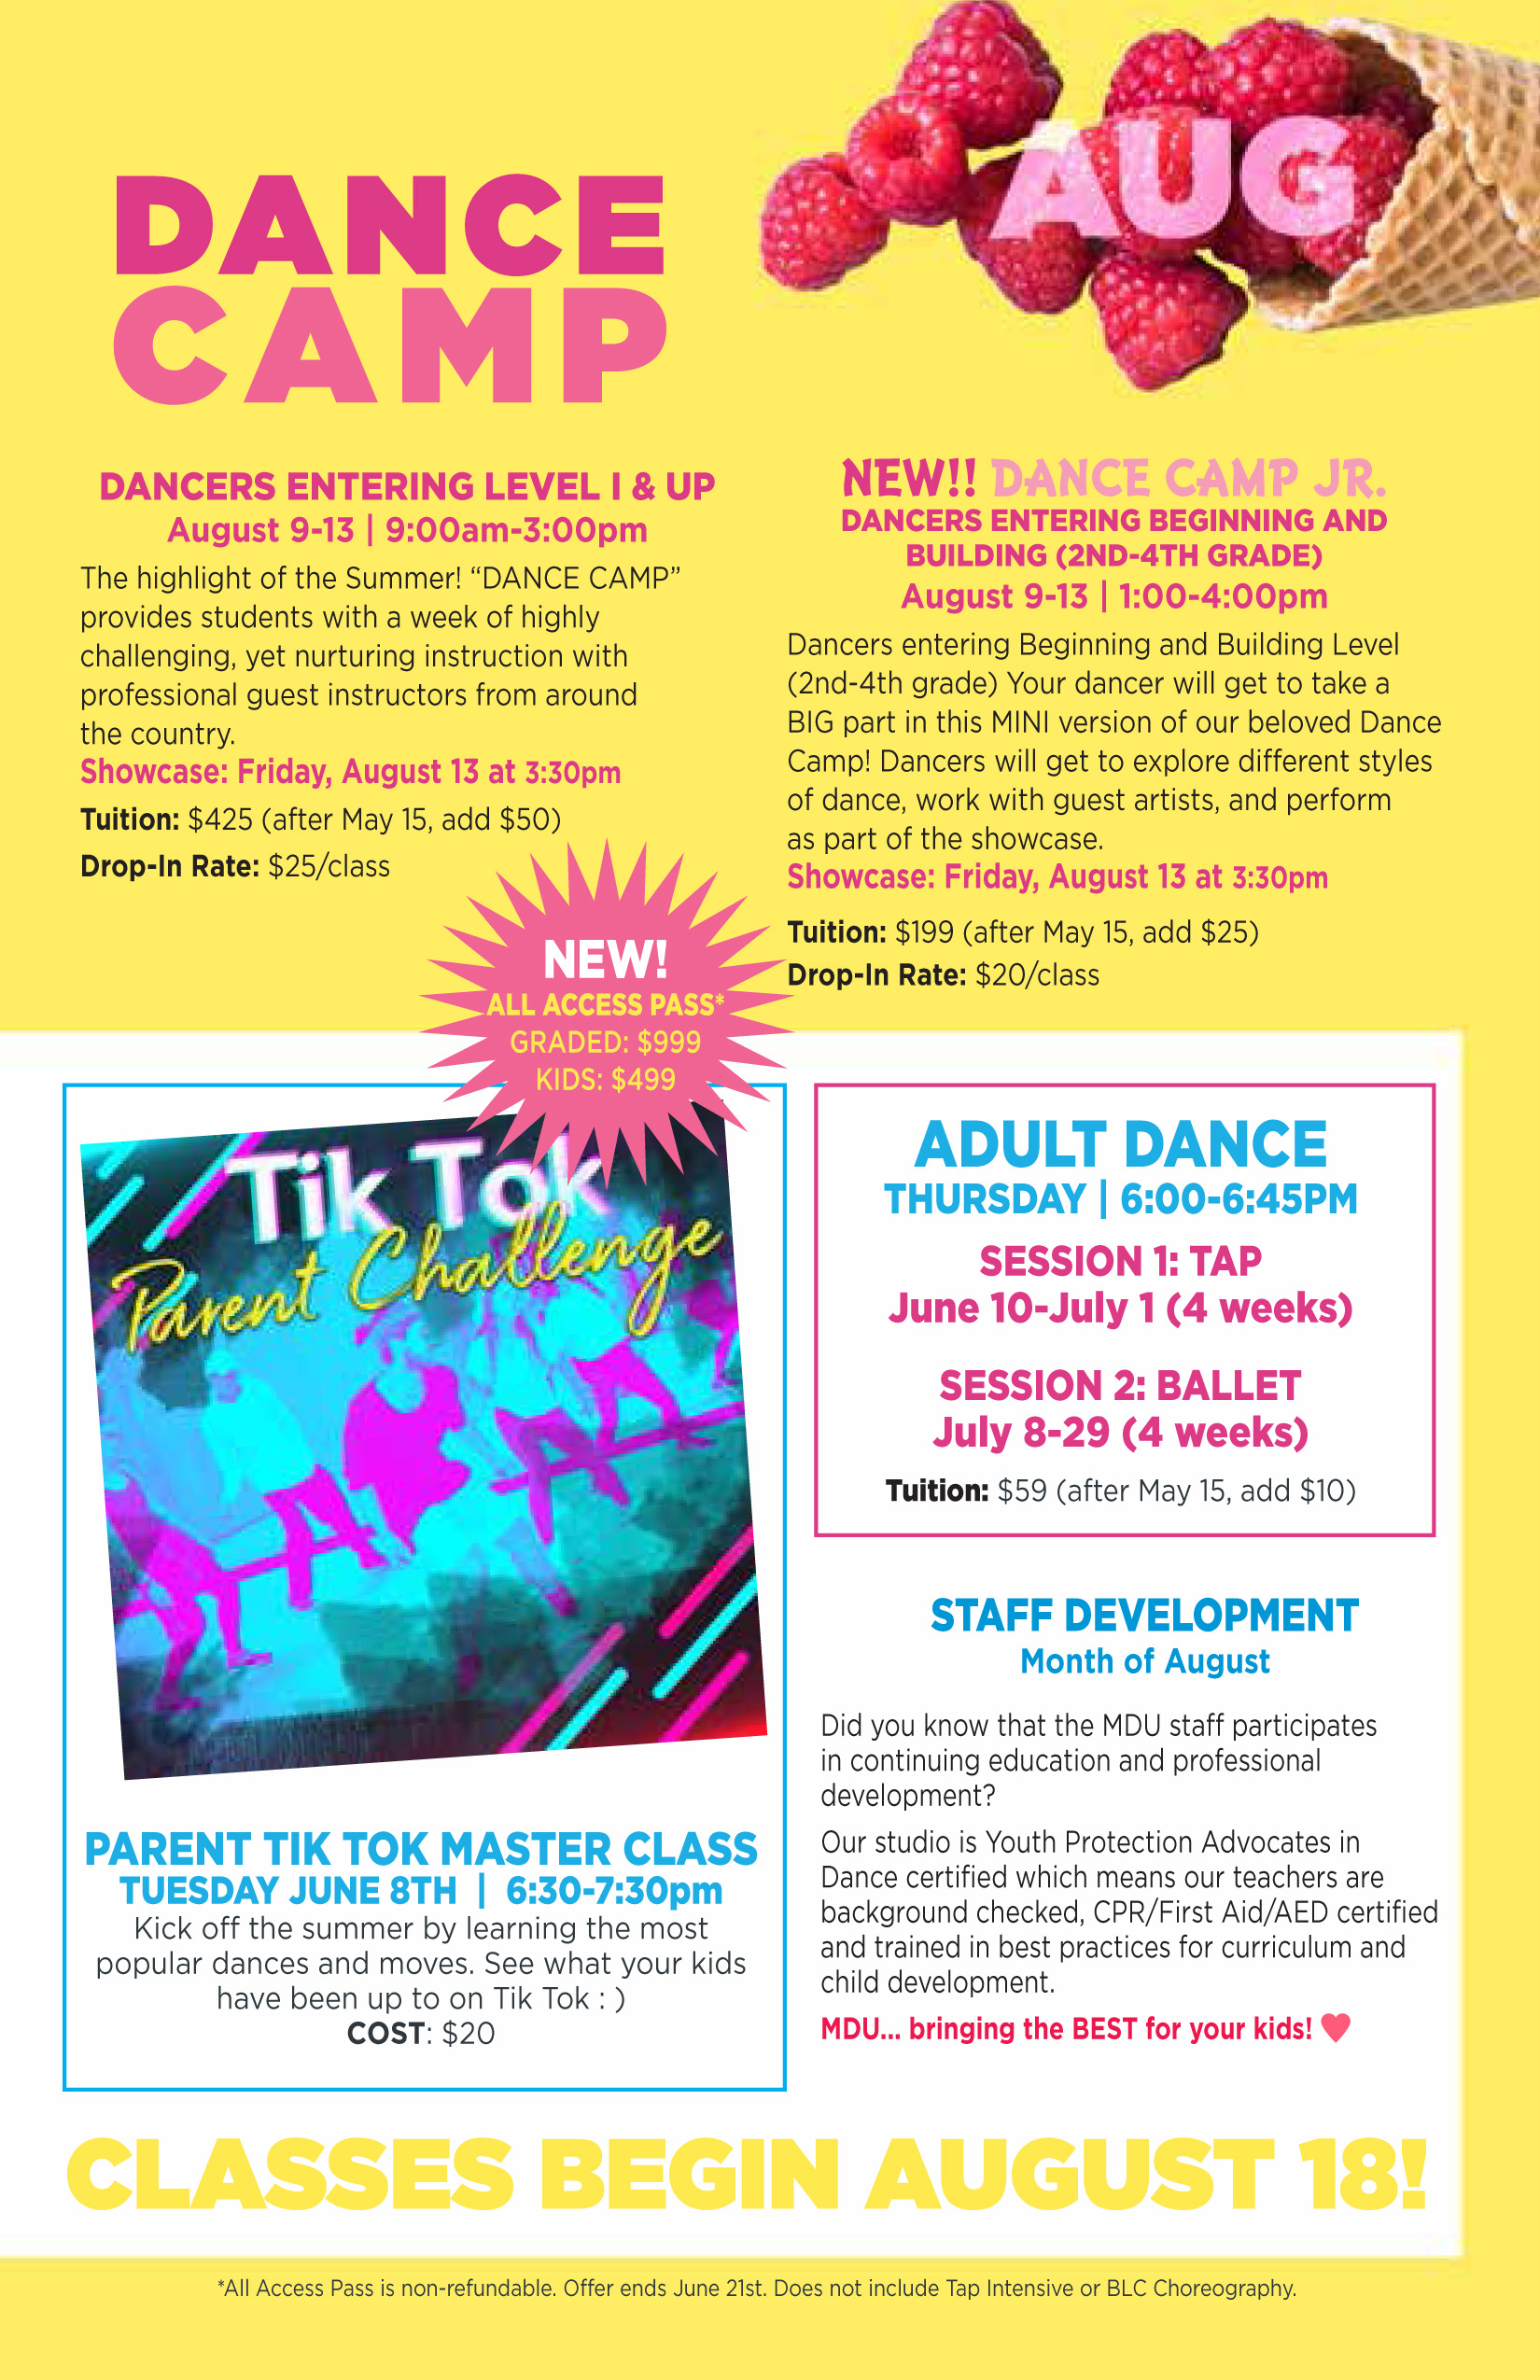 AUG
DANCE
CAMP
DANCERS ENTERING LEVEL I & UP
August 9-13 | 9:00am-3:00pm
The highlight of the Summer! “DANCE CAMP”
provides students with a week of highly
challenging, yet nurturing instruction with
professional guest instructors from around
the country.
Showcase: Friday, August 13 at 3:30pm
Tuition: $425 (after May 15, add $50)
Drop-In Rate: $25/class
NEW!! DANCE CAMP JR.
DANCERS ENTERING BEGINNING AND
BUILDING (2ND-4TH GRADE)
August 9-13 | 1:00-4:00pm
Dancers entering Beginning and Building Level
(2nd-4th grade) Your dancer will get to take a
BIG part in this MINI version of our beloved Dance
Camp! Dancers will get to explore different styles
of dance, work with guest artists, and perform
as part of the showcase.
Showcase: Friday, August 13 at 3:30pm
Tuition: $199 (after May 15, add $25)
Drop-In Rate: $20/class
NEW!
ALL ACCESS PASS*
GRADED: $999
KIDS: $499
Tik Tok
Parent Challenge
PARENT TIK TOK MASTER CLASS
TUESDAY JUNE 8TH | 6:30-7:30pm
Kick off the summer by learning the most
popular dances and moves. See what your kids
have been up to on Tik Tok : )
COST: $20
ADULT DANCE
THURSDAY | 6:00-6:45PM
SESSION 1: TAP
June 10-July 1 (4 weeks)
SESSION 2: BALLET
July 8-29 (4 weeks)
Tuition: $59 (after May 15, add $10)
STAFF DEVELOPMENT
Month of August
Did you know that the MDU staff participates
in continuing education and professional
development?
Our studio is Youth Protection Advocates in
Dance certified which means our teachers are
background checked, CPR/First Aid/AED certified
and trained in best practices for curriculum and
child development.
MDU... bringing the BEST for your kids! ♥
CLASSES BEGIN AUGUST 18!
*All Access Pass is non-refundable. Offer ends June 21st. Does not include Tap Intensive or BLC Choreography.